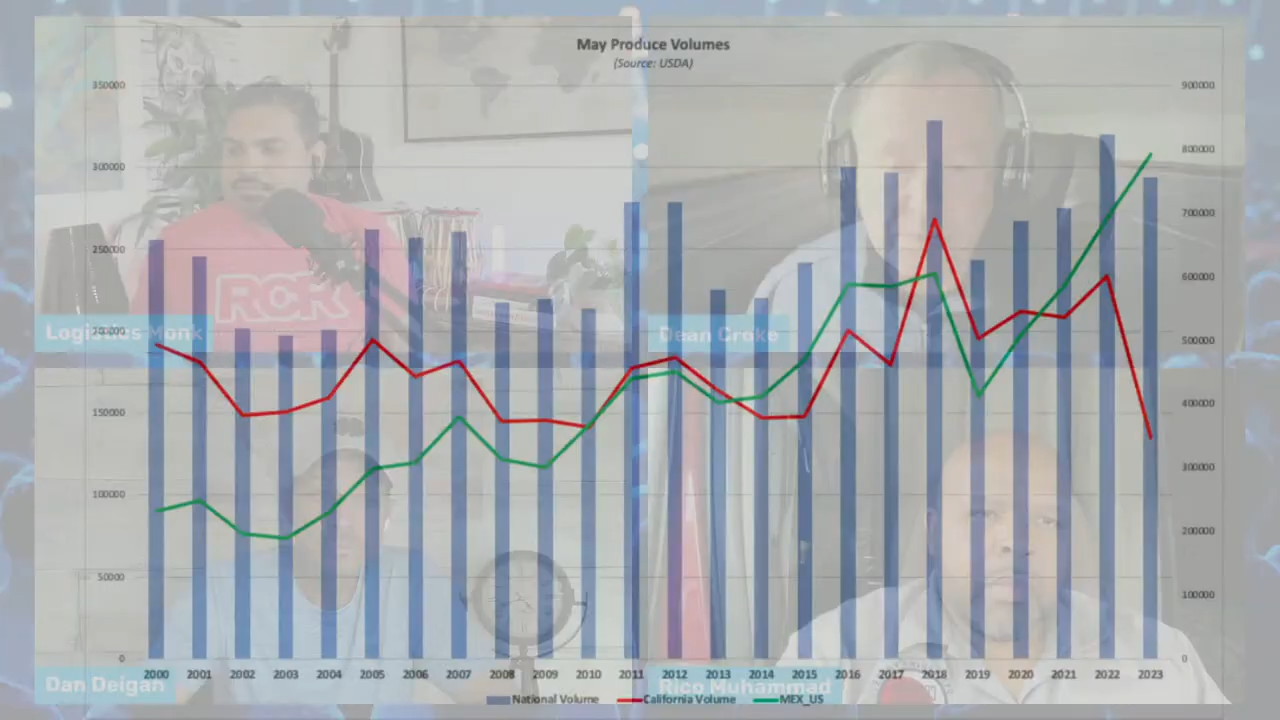 May Produce Volumes
(Source: USDA)
350000
300000
250000
200000
150000
100000
50000
0
900000
800000
700000
600000
500000
400000
300000
200000
100000
0
RCK
Logistics Monk
Dean Croke
Dan Deigan
Rico Muhammad
2000 2001 2002 2003 2004 2005 2006 2007 2008 2009 2010 2011 2012 2013 2014 2015 2016 2017 2018 2019 2020 2021 2022 2023
National Volume California Volume MEX_US